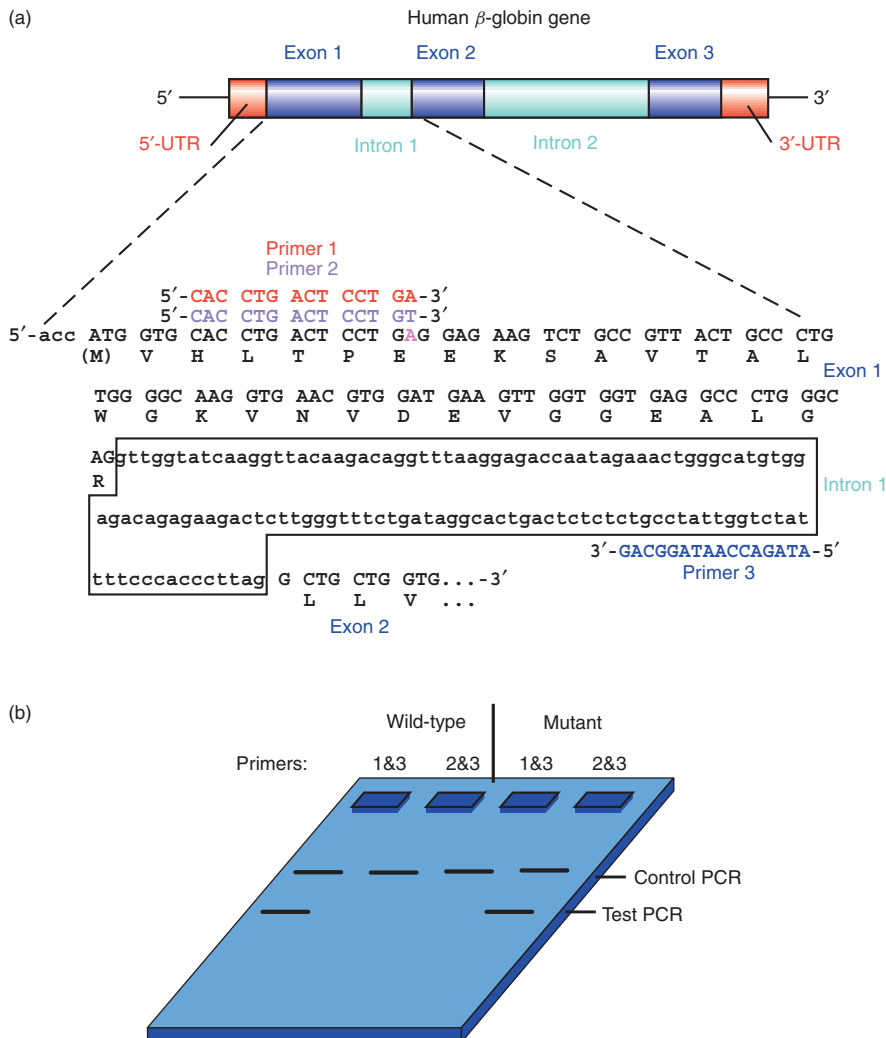 (a)
Human β-globin gene
Exon 1 Exon 2 Exon 3
5′ 3′
5′-UTR Intron 1 Intron 2 3′-UTR
Primer 1
Primer 2
5′-CAC CTG ACT CCT GA-3′
5′-CAC CTG ACT CCT GT-3′
5′-acc ATG GTG CAC CTG ACT CCT GAG GAG AAG TCT GCC GTT ACT GCC CTG
(M) V H L T P E E K S A V T A L
Exon 1
TGG GGC AAG GTG AAC GTG GAT GAA GTT GGT GGT GAG GCC CTG GGC
W G K V N V D E V G G E A L G
AGgttggtatcaaggttacaagacaggtttaaggagaccaatagaaactgggcatgtgg
R
Intron 1
agacagagaagactcttgggtttctgataggcactgactctctctgcctattggtctat
3′-GACGGATAACCAGATA-5′
Primer 3
tttcccacccttag G CTG CTG GTG...-3′
L L V ...
Exon 2
(b)
Wild-type Mutant
Primers: 1&3 2&3 1&3 2&3
Control PCR
Test PCR